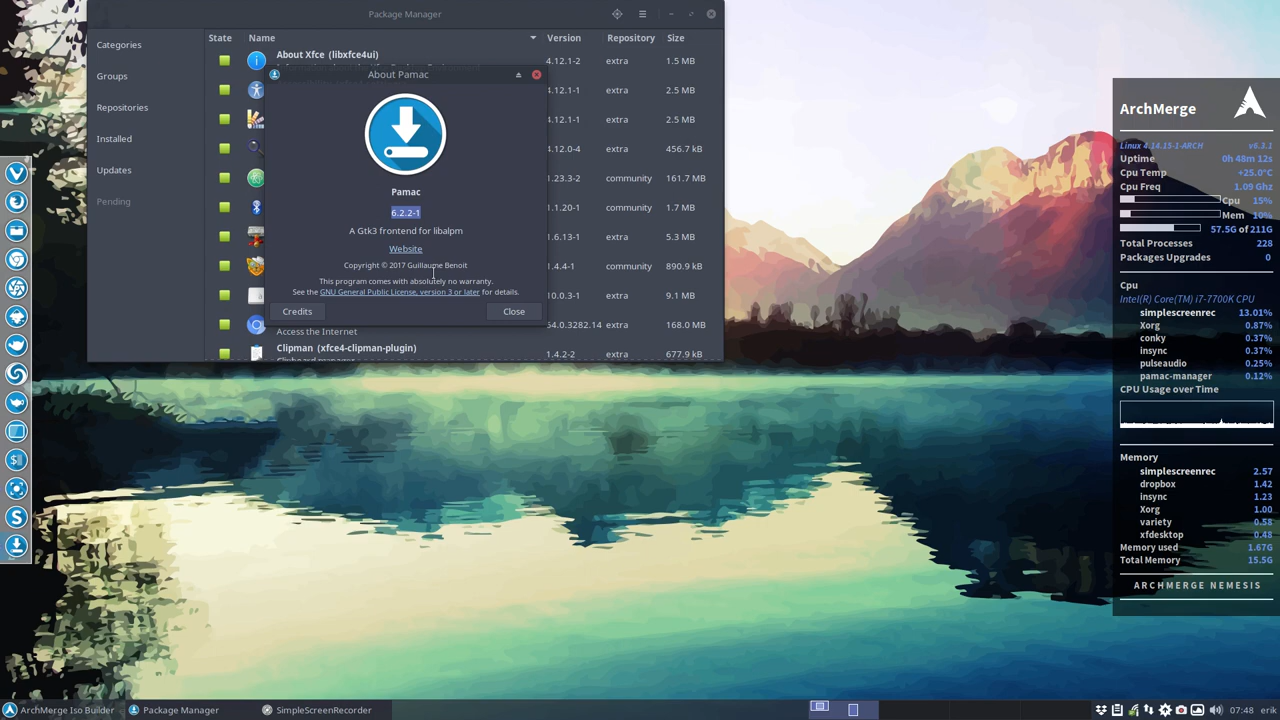 Package Manager
Categories
Groups
Repositories
Installed
Updates
Pending
State Name Version Repository Size
About Xfce (libxfce4ui)
4.12.1-2 extra 1.5 MB
4.12.1-1 extra 2.5 MB
4.12.1-1 extra 2.5 MB
4.12.0-4 extra 456.7 kB
1.23.3-2 community 161.7 MB
1.1.20-1 community 1.7 MB
1.6.13-1 extra 5.3 MB
1.4.4-1 community 890.9 kB
10.0.3-1 extra 9.1 MB
64.0.3282.14 extra 168.0 MB
Access the Internet
Clipman (xfce4-clipman-plugin)
1.4.2-2 extra 677.9 kB
Clipboard manager
About Pamac
Pamac
6.2.2-1
A Gtk3 frontend for libalpm
Website
Copyright © 2017 Guillaume Benoit
This program comes with absolutely no warranty.
See the GNU General Public License, version 3 or later for details.
Credits Close
ArchMerge
Linux 4.14.15-1-ARCH v6.3.1
Uptime 0h 48m 12s
Cpu Temp +25.0°C
Cpu Freq 1.09 Ghz
Cpu 15%
Mem 10%
57.5G of 211G
Total Processes 228
Packages Upgrades 0
Cpu
Intel(R) Core(TM) i7-7700K CPU
simplescreenrec 13.01%
Xorg 0.87%
conky 0.37%
insync 0.37%
pulseaudio 0.25%
pamac-manager 0.12%
CPU Usage over Time
Memory
simplescreenrec 2.57
dropbox 1.42
insync 1.23
Xorg 1.00
variety 0.58
xfdesktop 0.48
Memory used 1.67G
Total Memory 15.5G
ARCHMERGE NEMESIS
ArchMerge Iso Builder Package Manager SimpleScreenRecorder 07:48 erik